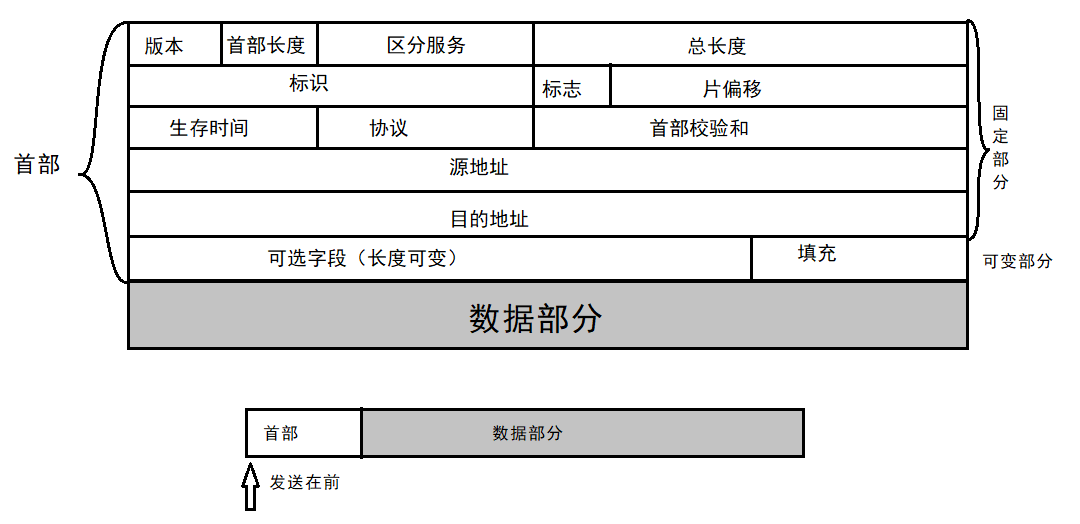 版本 首部长度 区分服务 总长度
标识 标志 片偏移
生存时间 协议 首部校验和
固定部分
首部
源地址
目的地址
可选字段（长度可变） 填充
可变部分
数据部分
首部 数据部分
发送在前